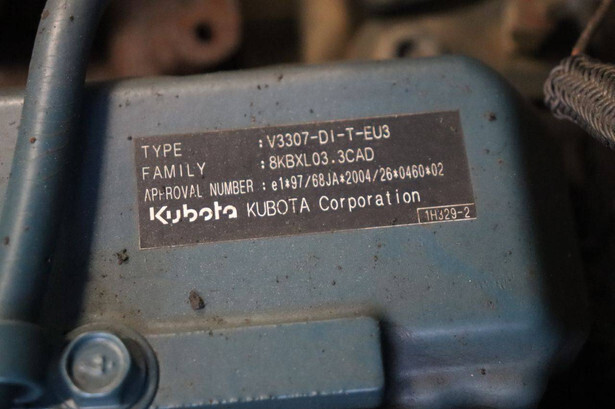 TYPE : V3307-DI-T-EU3
FAMILY : 8KBXL03.3CAD
APPROVAL NUMBER : e1*97/68JA*2004/26*0460*02
Kubota KUBOTA Corporation
1H329-2